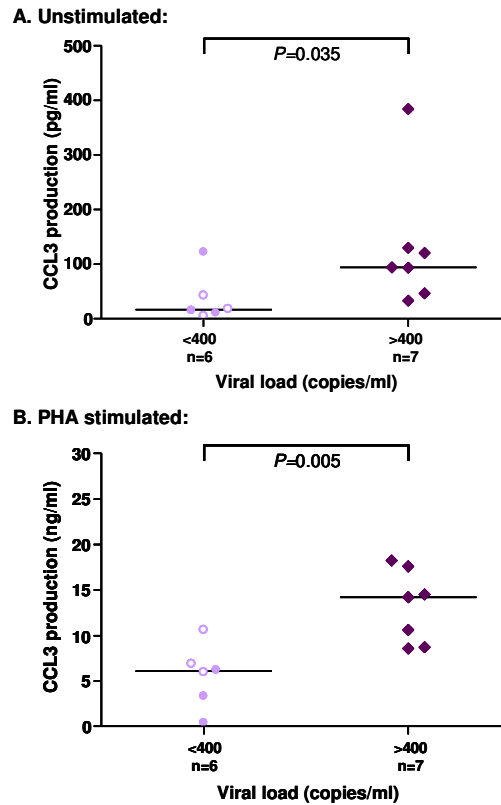 A. Unstimulated:
P=0.035
CCL3 production (pg/ml)
500
400
300
200
100
0
<400
n=6
>400
n=7
Viral load (copies/ml)
B. PHA stimulated:
P=0.005
CCL3 production (ng/ml)
30
25
20
15
10
5
0
<400
n=6
>400
n=7
Viral load (copies/ml)